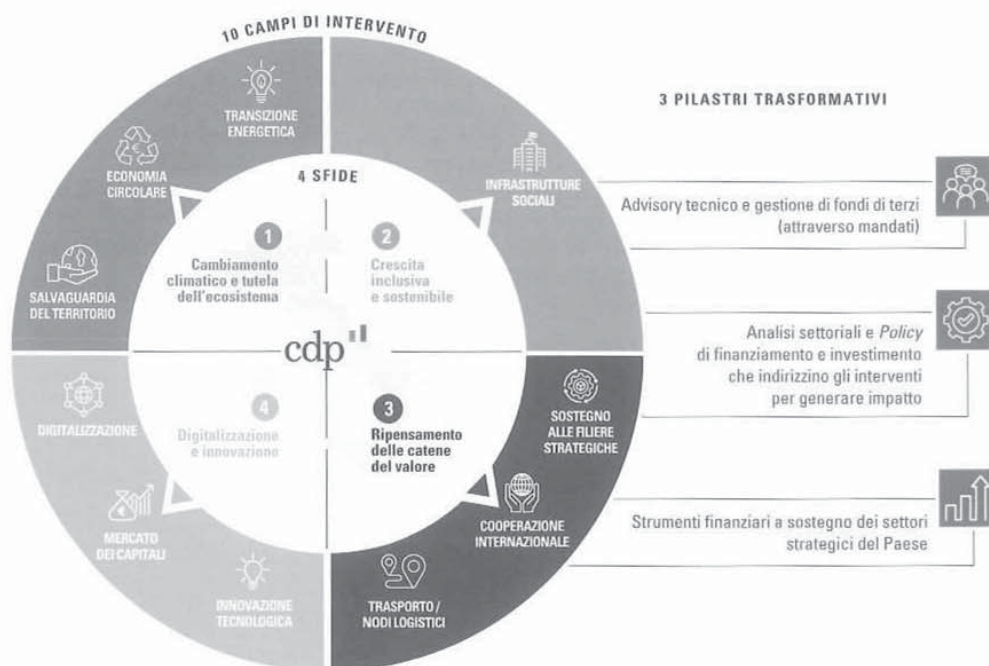 10 CAMPI DI INTERVENTO
TRANSIZIONE
ENERGETICA
ECONOMIA
CIRCOLARE
SALVAGUARDIA
DEL TERRITORIO
INFRASTRUTTURE
SOCIALI
4 SFIDE
1
Cambiamento
climatico e tutela
dell'ecosistema
2
Crescita
inclusiva
e sostenibile
cdp
4
Digitalizzazione
e innovazione
3
Ripensamento
delle catene
del valore
DIGITALIZZAZIONE
MERCATO
DEI CAPITALI
INNOVAZIONE
TECNOLOGICA
SOSTEGNO
ALLE FILIERE
STRATEGICHE
COOPERAZIONE
INTERNAZIONALE
TRASPORTO /
NODI LOGISTICI
3 PILASTRI TRASFORMATIVI
Advisory tecnico e gestione di fondi di terzi
(attraverso mandati)
Analisi settoriali e Policy
di finanziamento e investimento
che indirizzino gli interventi
per generare impatto
Strumenti finanziari a sostegno dei settori
strategici del Paese